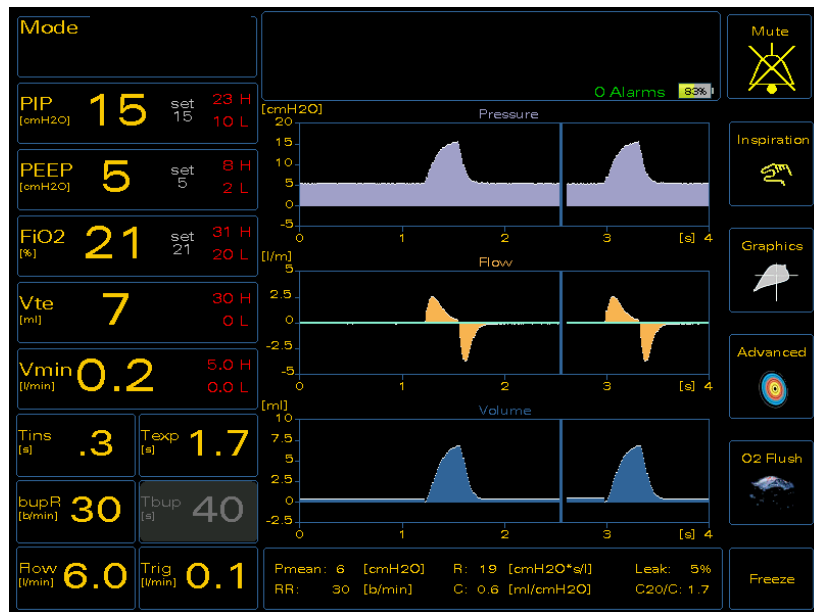 Mode
0 Alarms 83%
Mute
PIP
[cmH2O]
15
set
15
23 H
10 L
PEEP
[cmH2O]
5
set
5
8 H
2 L
FiO2
[%]
21
set
21
31 H
20 L
Vte
[ml]
7
30 H
0 L
Vmin
[l/min]
0.2
5.0 H
0.0 L
Tins
[s]
.3
Texp
[s]
1.7
bupR
[b/min]
30
Tbup
[s]
40
Flow
[l/min]
6.0
Trig
[l/min]
0.1
[cmH2O]
Pressure
20
15
10
5
0
-5
0 1 2 3 [s] 4
[l/m]
Flow
5
2.5
0
-2.5
-5
0 1 2 3 [s] 4
[ml]
Volume
10
7.5
5
2.5
0
-2.5
0 1 2 3 [s] 4
Pmean: 6 [cmH2O] R: 19 [cmH2O*s/l] Leak: 5%
RR: 30 [b/min] C: 0.6 [ml/cmH2O] C20/C: 1.7
Inspiration
Graphics
Advanced
O2 Flush
Freeze